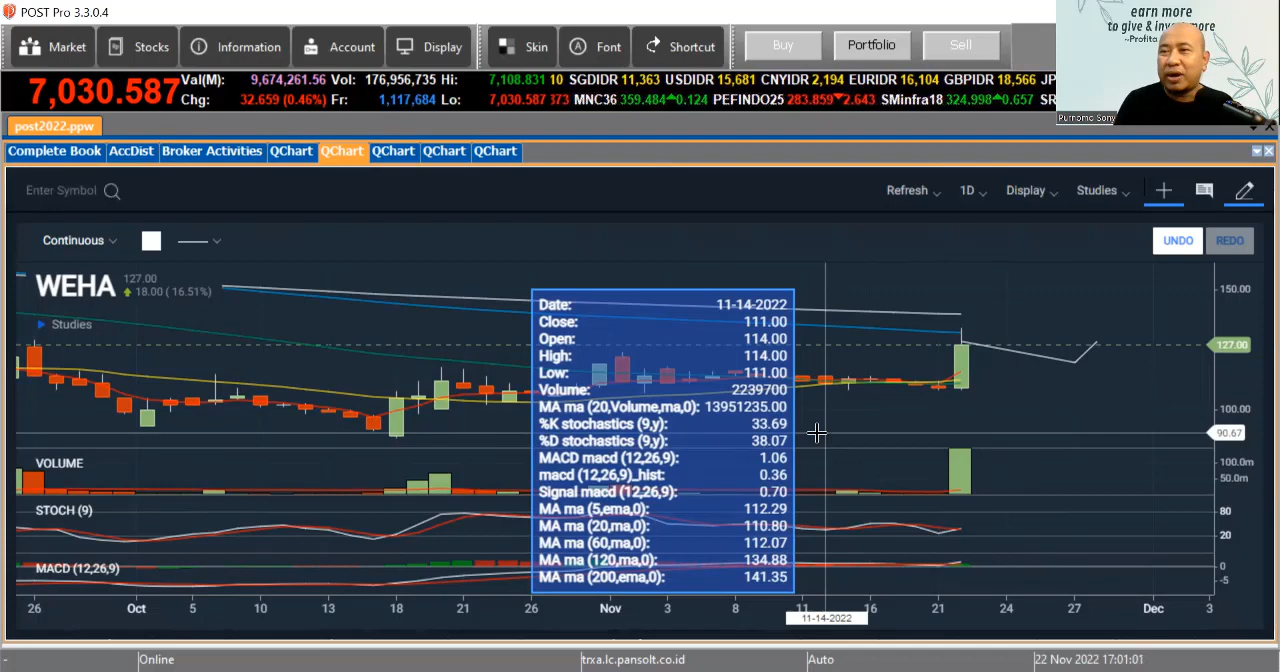 POST Pro 3.3.0.4
earn more
to give & inv more
~Profita
Market Stocks Information Account Display Skin Font Shortcut Buy Portfolio Sell
7,030.587 Val(M): 9,674,261.56 Vol: 176,956,735 Hi: 7,108.831 10 SGDIDR 11,363 USDIDR 15,681 CNYIDR 2,194 EURIDR 16,104 GBPIDR 18,566 JP
Chg: 32.659 (0.46%) Fr: 1,117,684 Lo: 7,030.587 373 MNC36 359.484 0.124 PEFINDO25 283.859 2.643 SMinfra18 324.998 0.657 SR
Purnomo Sony
post2022.ppw
Complete Book AccDist Broker Activities QChart QChart QChart QChart QChart
Enter Symbol Refresh 1D Display Studies
Continuous UNDO REDO
WEHA 127.00
18.00 (16.51%)
Studies
Date: 11-14-2022
Close: 111.00
Open: 114.00
High: 114.00
Low: 111.00
Volume: 2239700
MA ma (20,Volume,ma,0): 13951235.00
%K stochastics (9,y): 33.69
%D stochastics (9,y): 38.07
MACD macd (12,26,9): 1.06
macd (12,26,9)_hist: 0.36
Signal macd (12,26,9): 0.70
MA ma (5,ema,0): 112.29
MA ma (20,ma,0): 110.80
MA ma (60,ma,0): 112.07
MA ma (120,ma,0): 134.88
MA ma (200,ema,0): 141.35
150.00
127.00
100.00
90.67
VOLUME
100.0m
50.0m
STOCH (9)
80
20
MACD (12,26,9)
0
-5
26 Oct 5 10 13 18 21 26 Nov 3 8 11 16 21 24 27 Dec 3
11-14-2022
- Online trxa.lc.pansolt.co.id Auto 22 Nov 2022 17:01:01